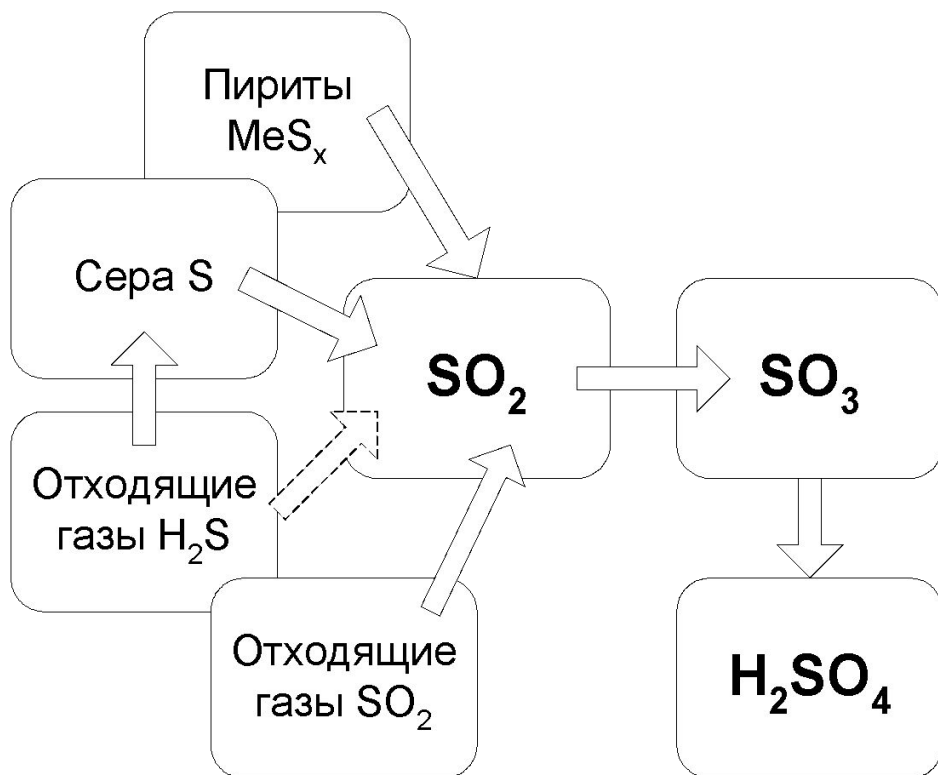 Пириты
MeSₓ
Сера S
SO₂
SO₃
Отходящие
газы H₂S
Отходящие
газы SO₂
H₂SO₄